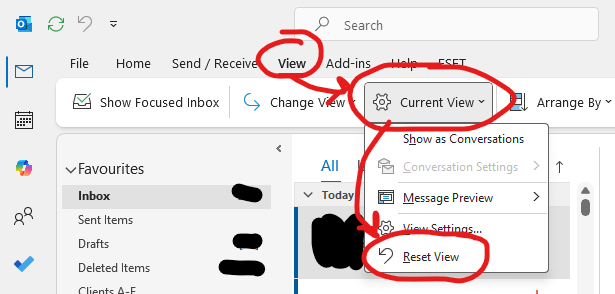 Search
File Home Send / Receive View Add-ins Help ESET
Show Focused Inbox Change View Current View Arrange By
Show as Conversations
Favourites All Conversation Settings
Inbox Today Message Preview
Sent Items
Drafts View Settings...
Deleted Items Reset View
Clients A-F